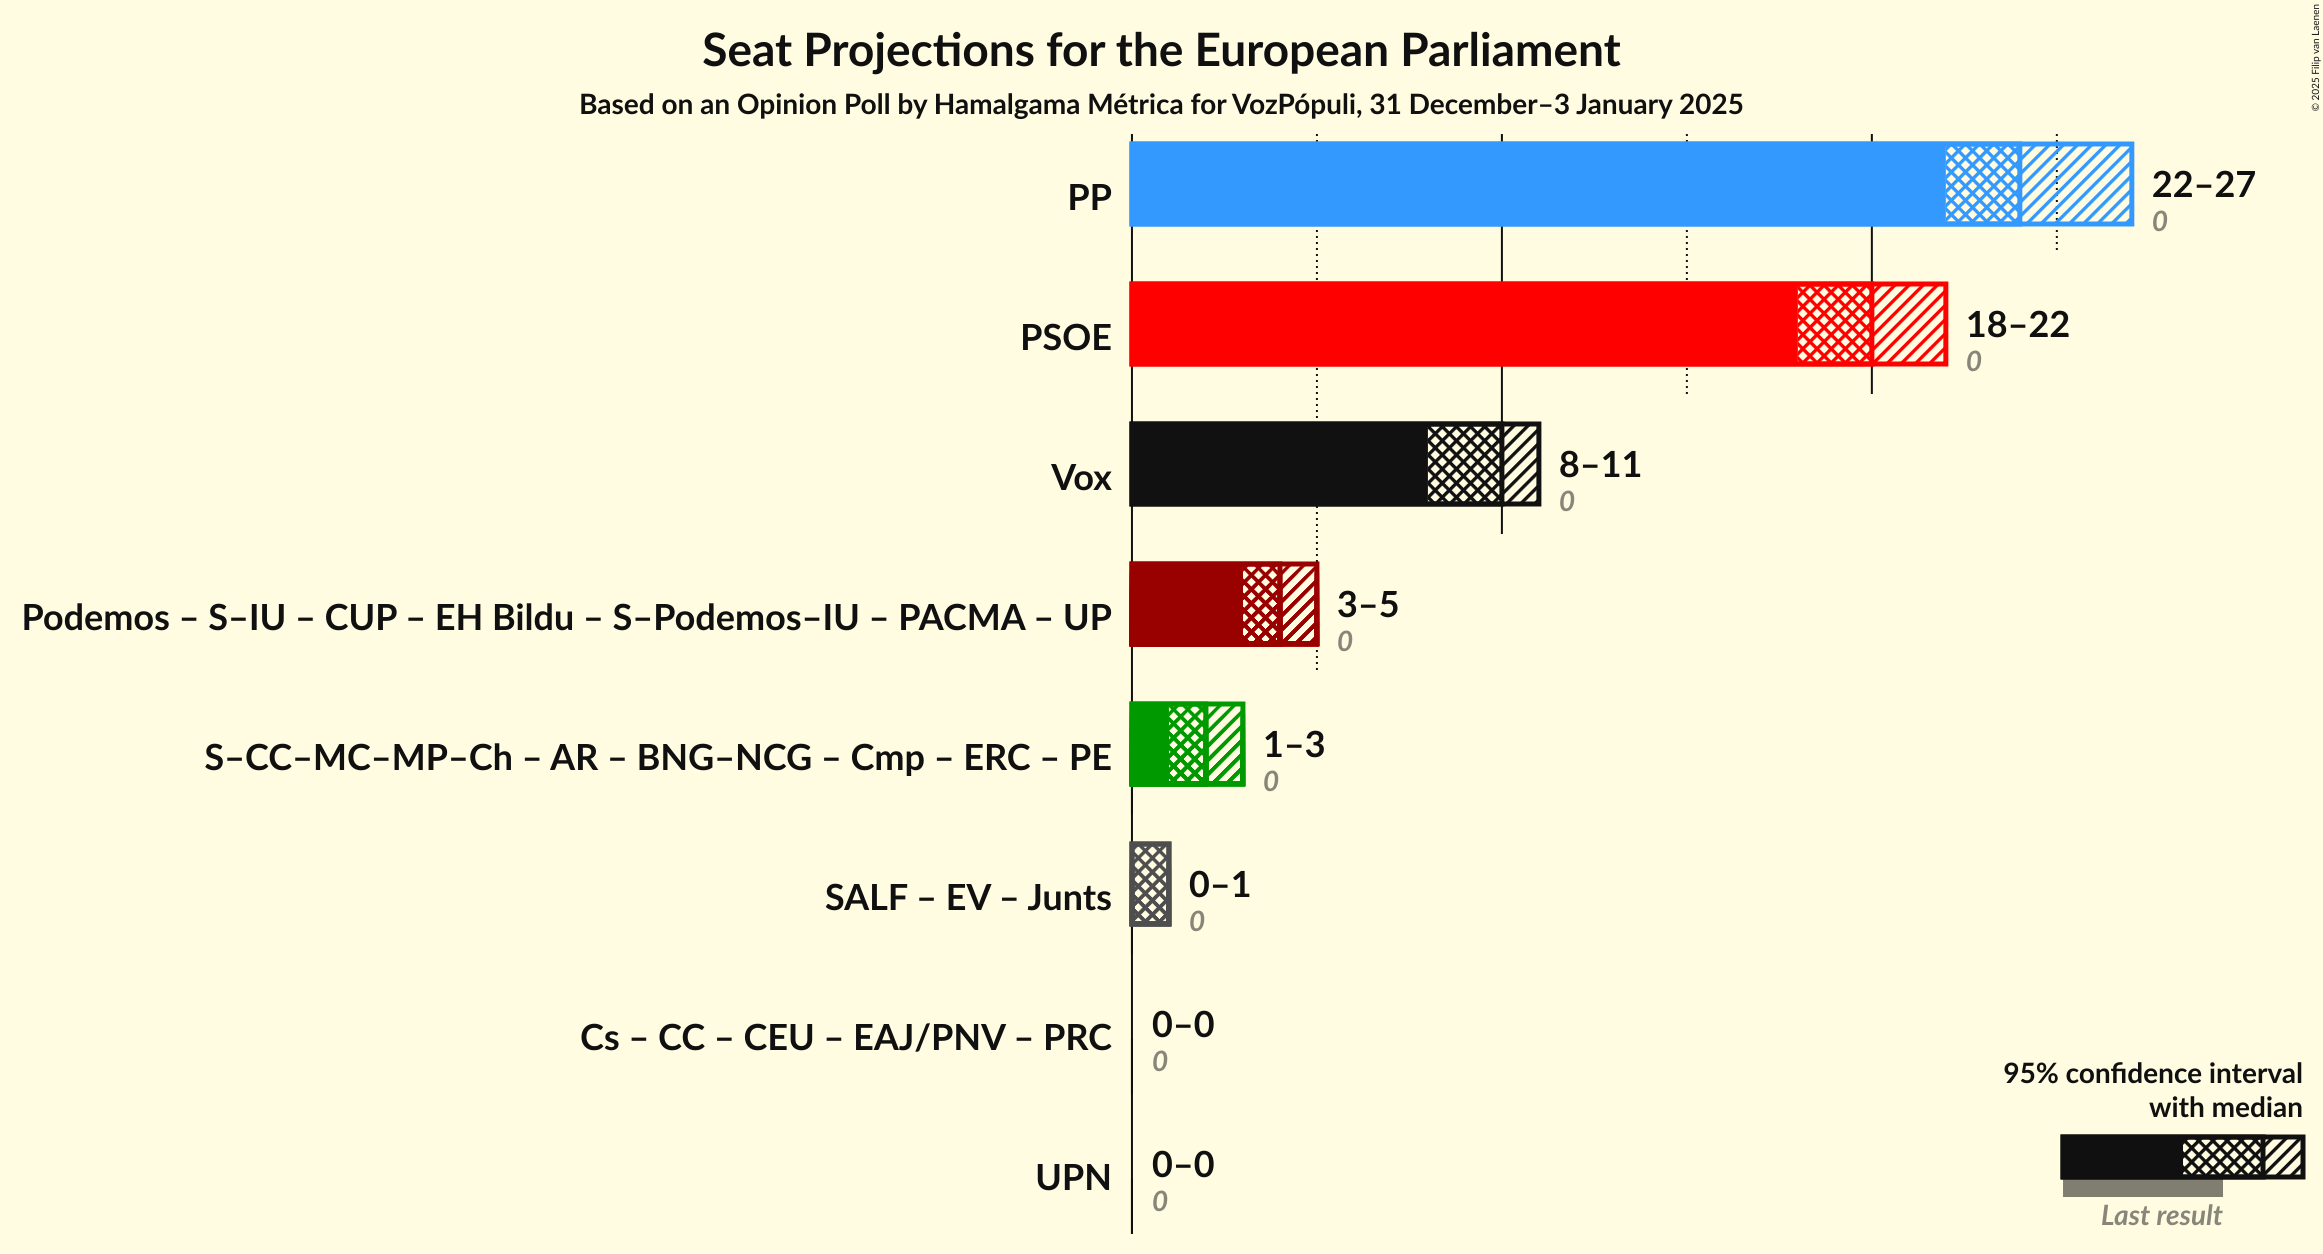 Seat Projections for the European Parliament
Based on an Opinion Poll by Hamalgama Métrica for VozPópuli, 31 December–3 January 2025
© 2025 Filip van Laenen
PP
22–27
0
PSOE
18–22
0
Vox
8–11
0
Podemos – S–IU – CUP – EH Bildu – S–Podemos–IU – PACMA – UP
3–5
0
S–CC–MC–MP–Ch – AR – BNG–NCG – Cmp – ERC – PE
1–3
0
SALF – EV – Junts
0–1
0
Cs – CC – CEU – EAJ/PNV – PRC
0–0
0
UPN
0–0
0
95% confidence interval
with median
Last result